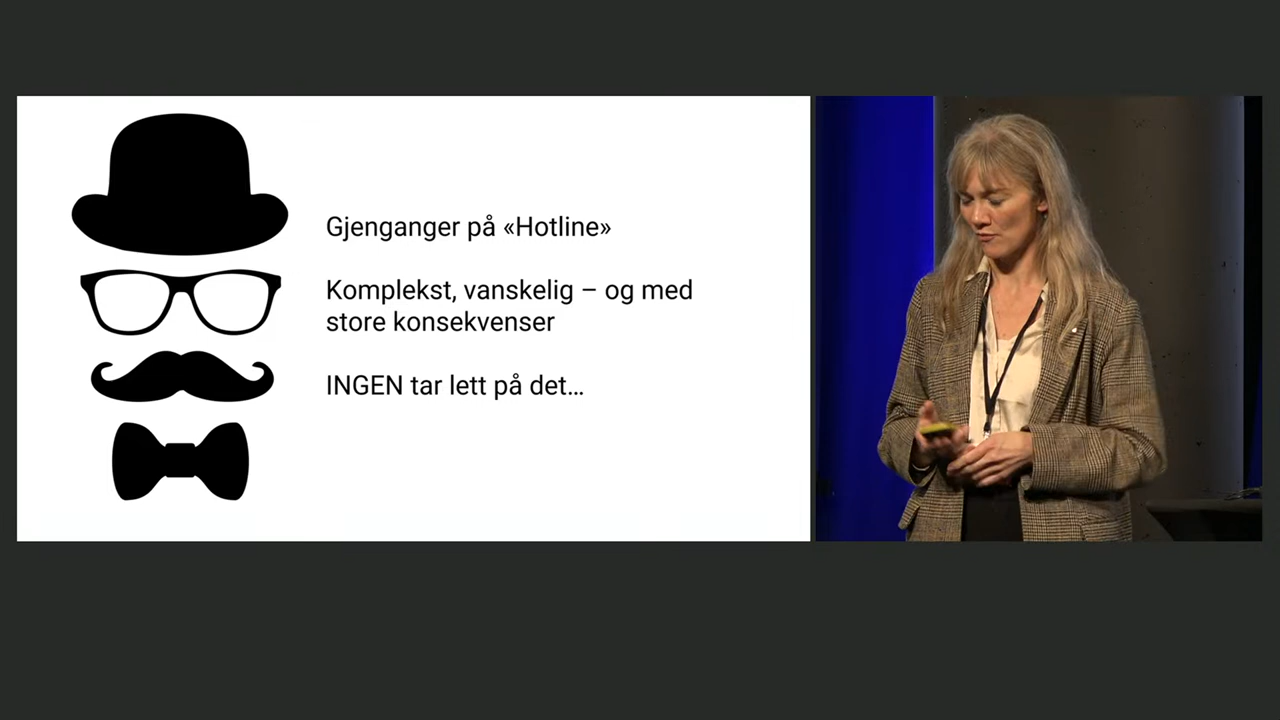 Gjenganger på «Hotline»
Komplekst, vanskelig – og med
store konsekvenser
INGEN tar lett på det…